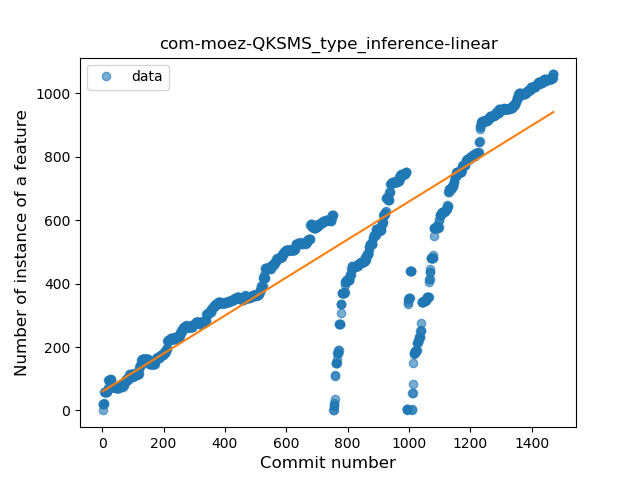 com-moez-QKSMS_type_inference-linear
data
Number of instance of a feature
1000
800
600
400
200
0
0 200 400 600 800 1000 1200 1400
Commit number